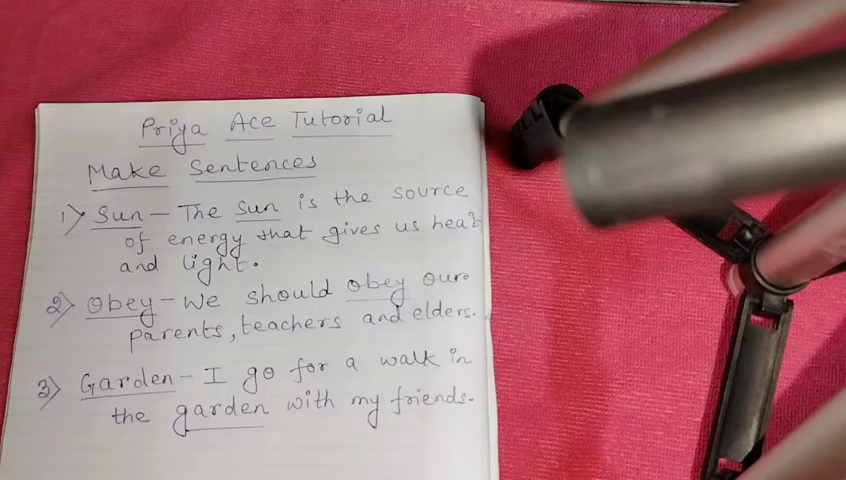 Priya Ace Tutorial
Make Sentences
1) Sun - The sun is the source
of energy that gives us heat
and light.
2) Obey - We should obey our
parents, teachers and elders.
3) Garden - I go for a walk in
the garden with my friends.